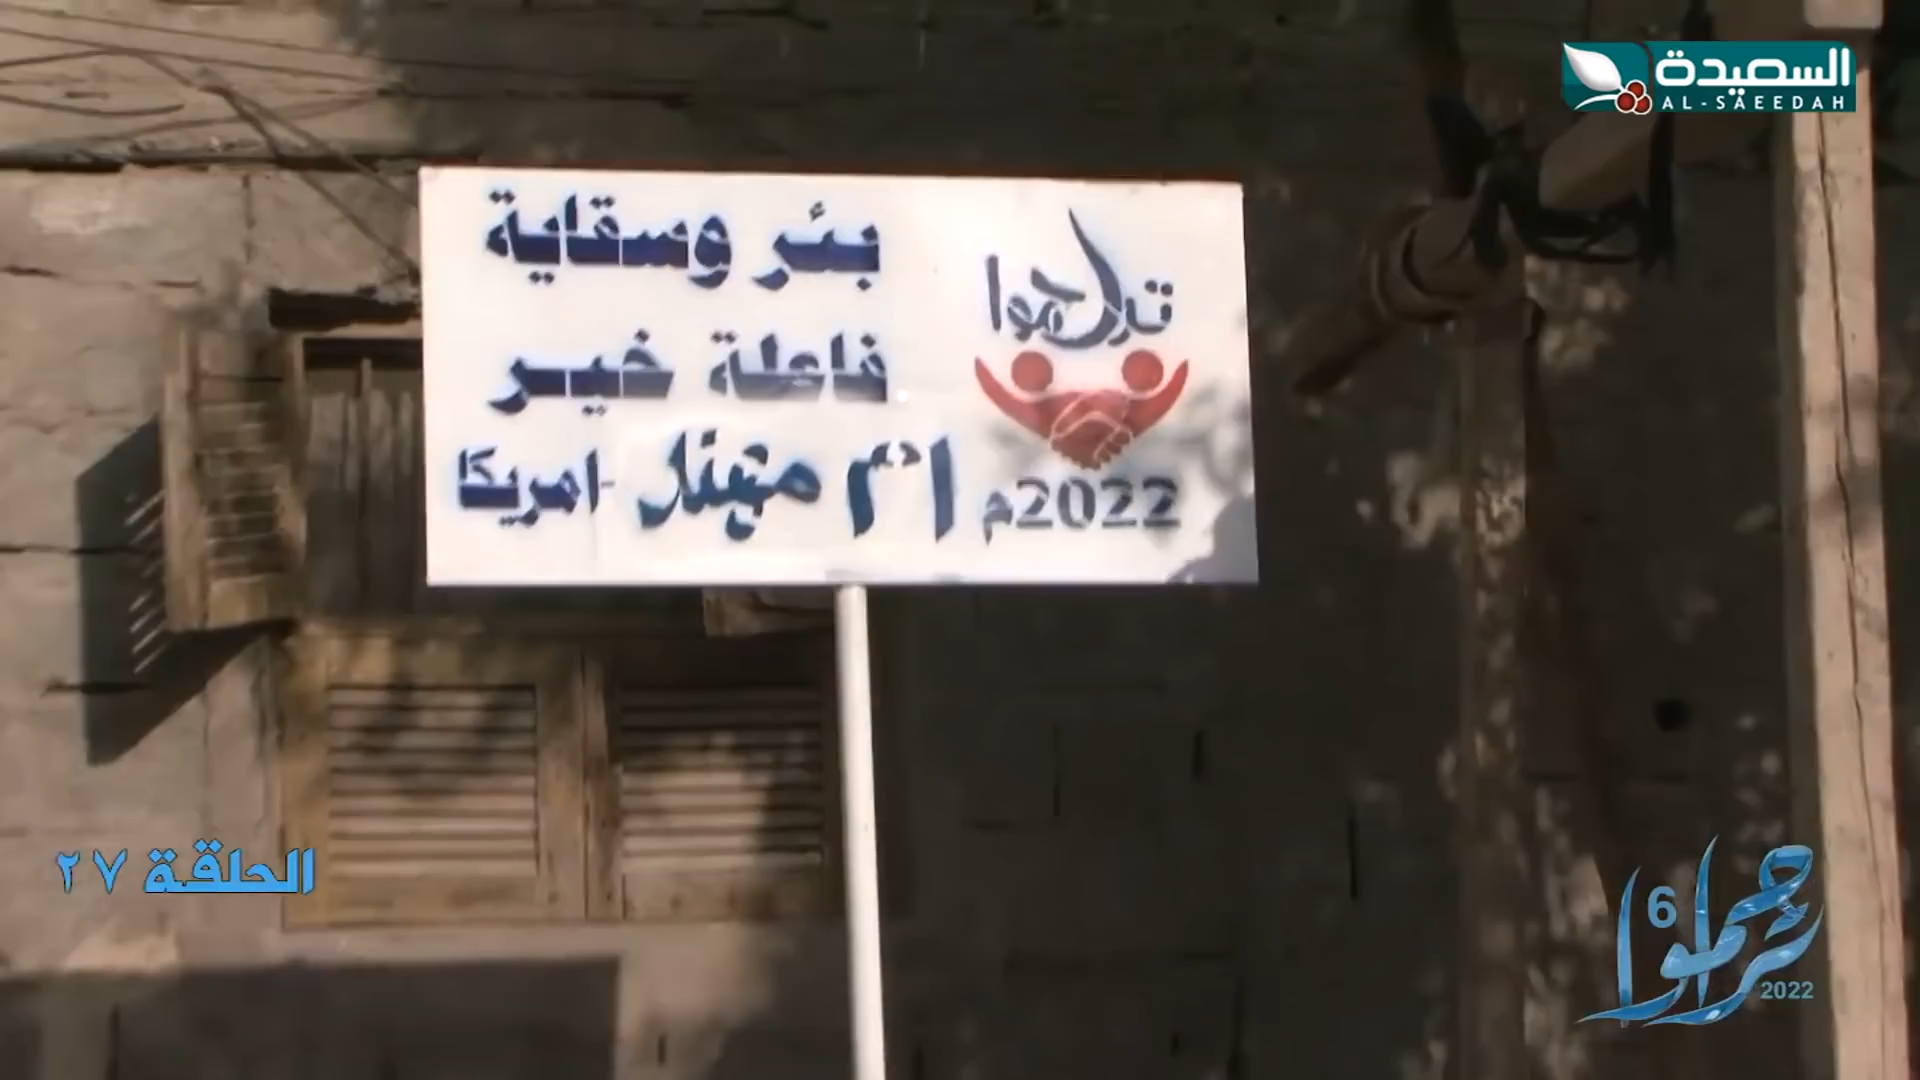 السعيدة
AL-SAEEDAH
بئر وسقاية
فاعلة خير
ام مهند - امريكا
تراحموا
2022م
الحلقة ٢٧
تراحموا
6
2022